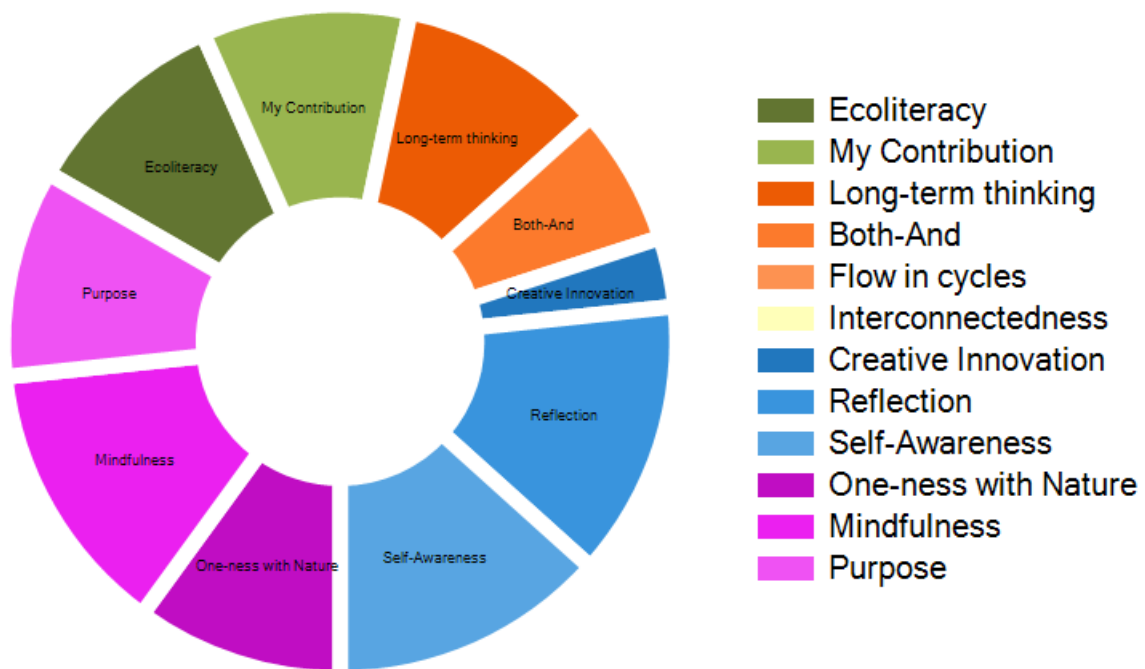 My Contribution
Long-term thinking
Ecoliteracy
Both-And
Purpose
Creative Innovation
Reflection
Mindfulness
Self-Awareness
One-ness with Nature
Ecoliteracy
My Contribution
Long-term thinking
Both-And
Flow in cycles
Interconnectedness
Creative Innovation
Reflection
Self-Awareness
One-ness with Nature
Mindfulness
Purpose